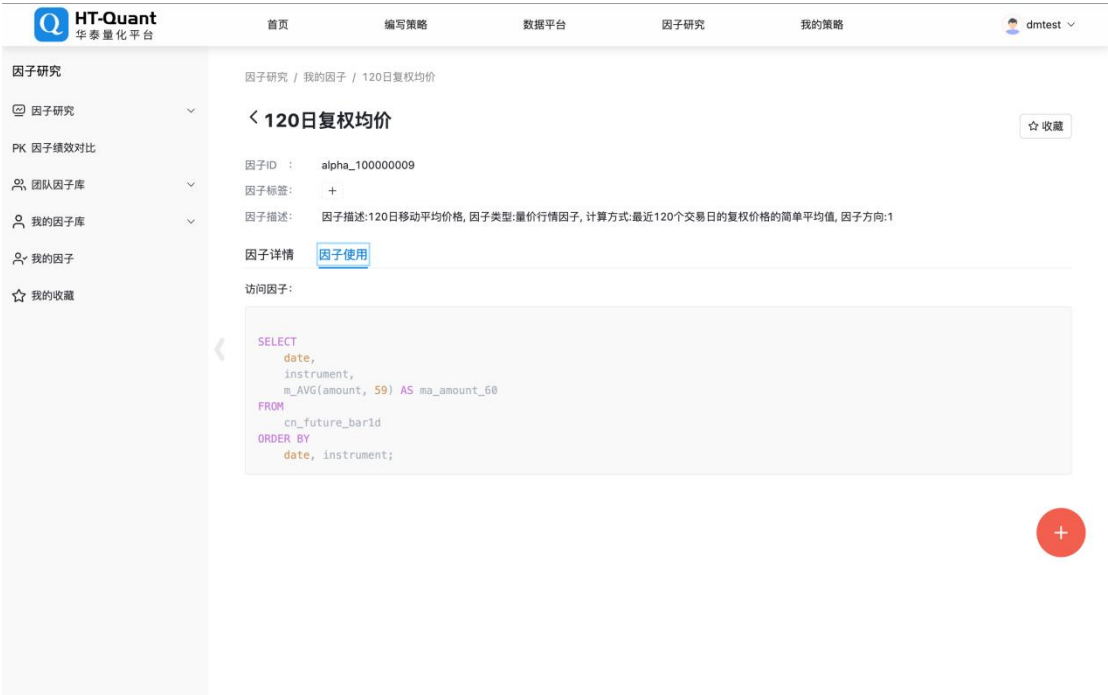 HT-Quant
华泰量化平台
首页 编写策略 数据平台 因子研究 我的策略 dmtest
因子研究
因子研究
PK 因子绩效对比
团队因子库
我的因子库
我的因子
我的收藏
因子研究 / 我的因子 / 120日复权均价
120日复权均价
收藏
因子ID : alpha_100000009
因子标签: +
因子描述: 因子描述:120日移动平均价格, 因子类型:量价行情因子, 计算方式:最近120个交易日的复权价格的简单平均值, 因子方向:1
因子详情 因子使用
访问因子:
SELECT
date,
instrument,
m_AVG(amount, 59) AS ma_amount_60
FROM
cn_future_bar1d
ORDER BY
date, instrument;